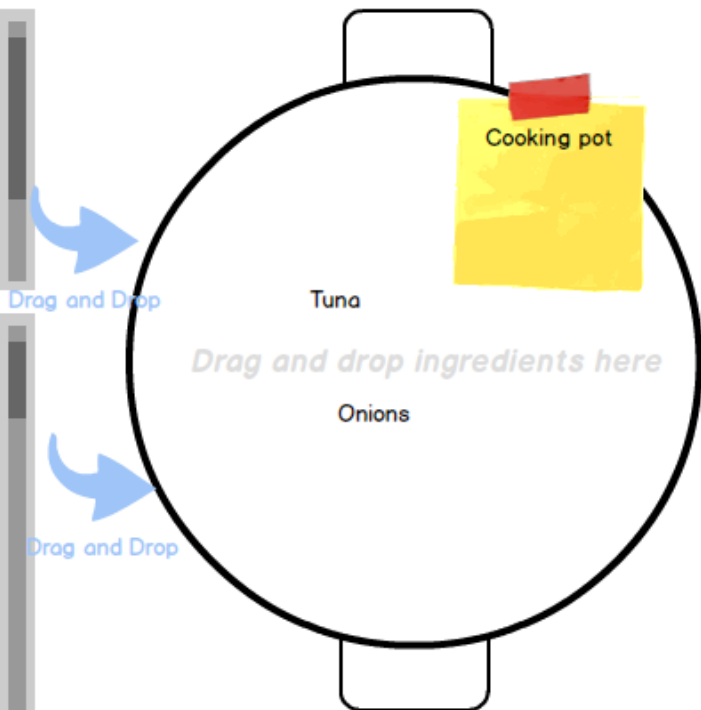 Cooking pot
Drag and Drop
Tuna
Drag and drop ingredients here
Onions
Drag and Drop